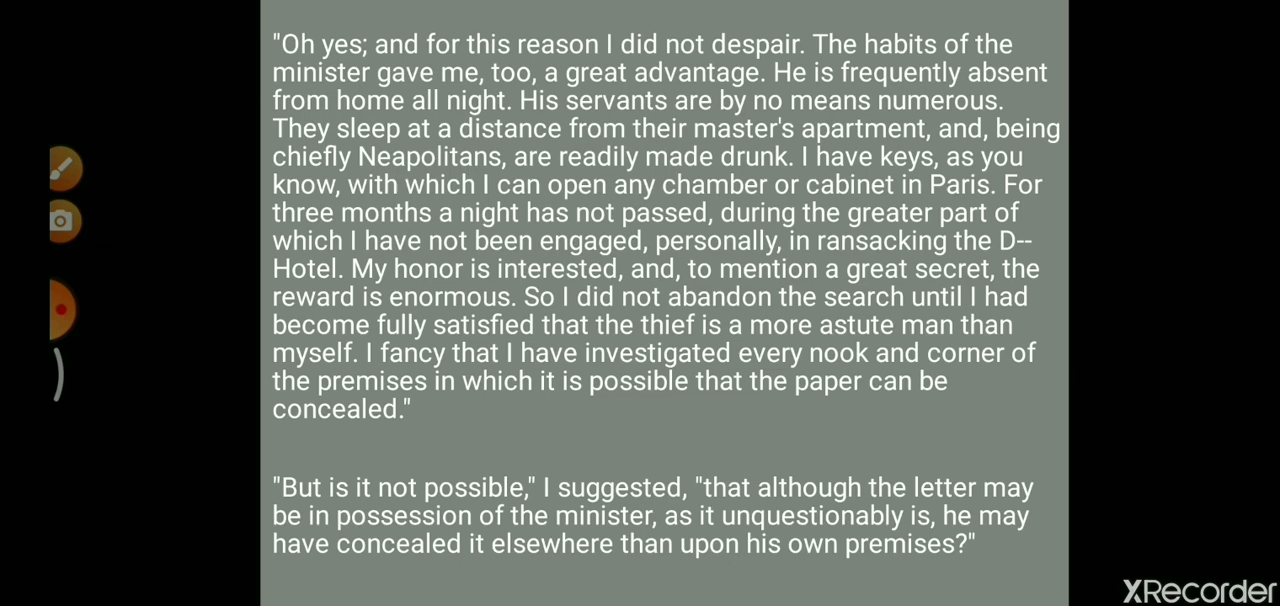 "Oh yes; and for this reason I did not despair. The habits of the
minister gave me, too, a great advantage. He is frequently absent
from home all night. His servants are by no means numerous.
They sleep at a distance from their master's apartment, and, being
chiefly Neapolitans, are readily made drunk. I have keys, as you
know, with which I can open any chamber or cabinet in Paris. For
three months a night has not passed, during the greater part of
which I have not been engaged, personally, in ransacking the D--
Hotel. My honor is interested, and, to mention a great secret, the
reward is enormous. So I did not abandon the search until I had
become fully satisfied that the thief is a more astute man than
myself. I fancy that I have investigated every nook and corner of
the premises in which it is possible that the paper can be
concealed."
"But is it not possible," I suggested, "that although the letter may
be in possession of the minister, as it unquestionably is, he may
have concealed it elsewhere than upon his own premises?"
XRecorder